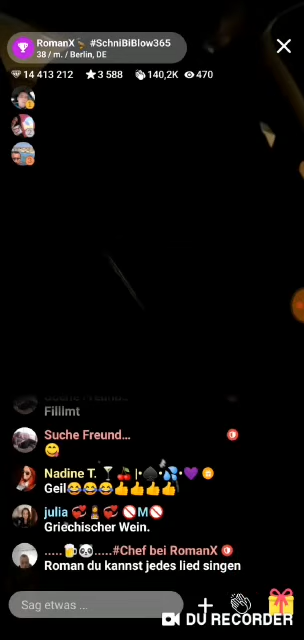 RomanX #SchniBiBlow365
38 / m. / Berlin, DE
14 413 212 3 588 140,2K 470
Filllmt
Suche Freund...
Nadine T. 🍸🍒|•♠•💦•💜
Geil😂😂😂👍👍👍👍
julia 💞 💞 🚫M🚫
Griechischer Wein.
.....🍺🐼.....#Chef bei RomanX
Roman du kannst jedes lied singen
Sag etwas ...
DU RECORDER